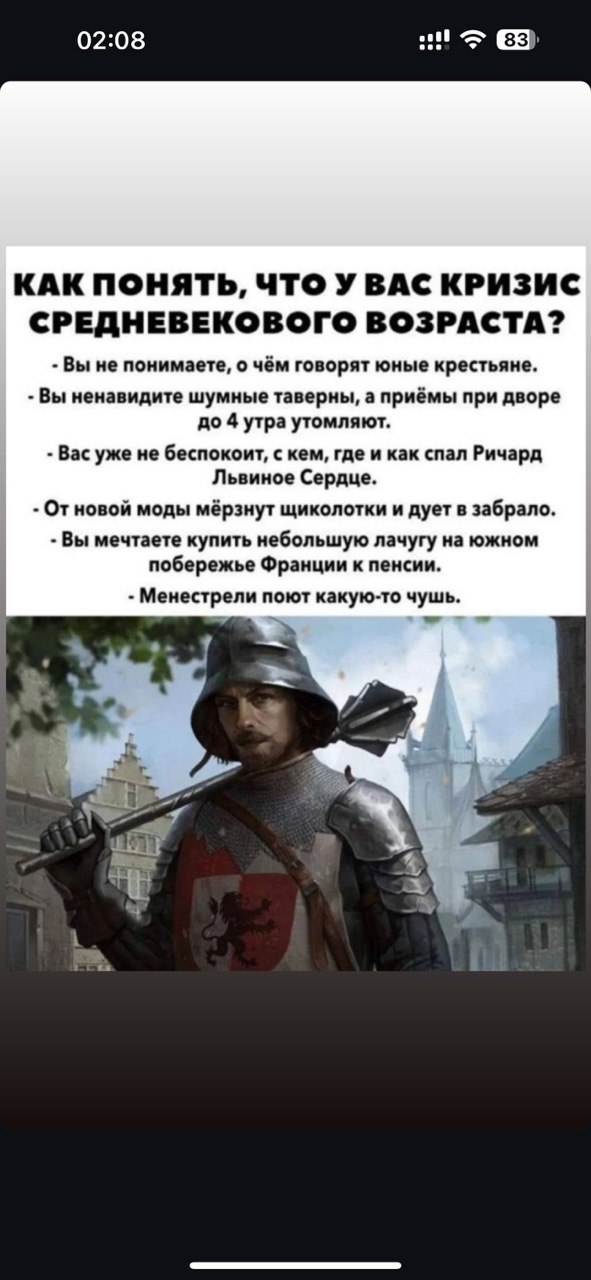 02:08
83
КАК ПОНЯТЬ, ЧТО У ВАС КРИЗИС
СРЕДНЕВЕКОВОГО ВОЗРАСТА?
- Вы не понимаете, о чём говорят юные крестьяне.
- Вы ненавидите шумные таверны, а приёмы при дворе
до 4 утра утомляют.
- Вас уже не беспокоит, с кем, где и как спал Ричард
Львиное Сердце.
- От новой моды мёрзнут щиколотки и дует в забрало.
- Вы мечтаете купить небольшую лачугу на южном
побережье Франции к пенсии.
- Менестрели поют какую-то чушь.